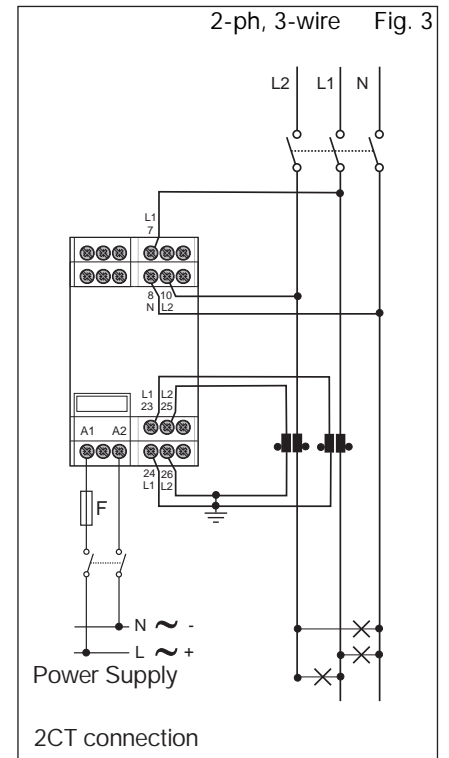 2-ph, 3-wire Fig. 3
L2 L1 N
L1
7
8 10
N L2
L1 L2
23 25
A1 A2
24 26
L1 L2
F
N ~ -
L ~ +
Power Supply
2CT connection